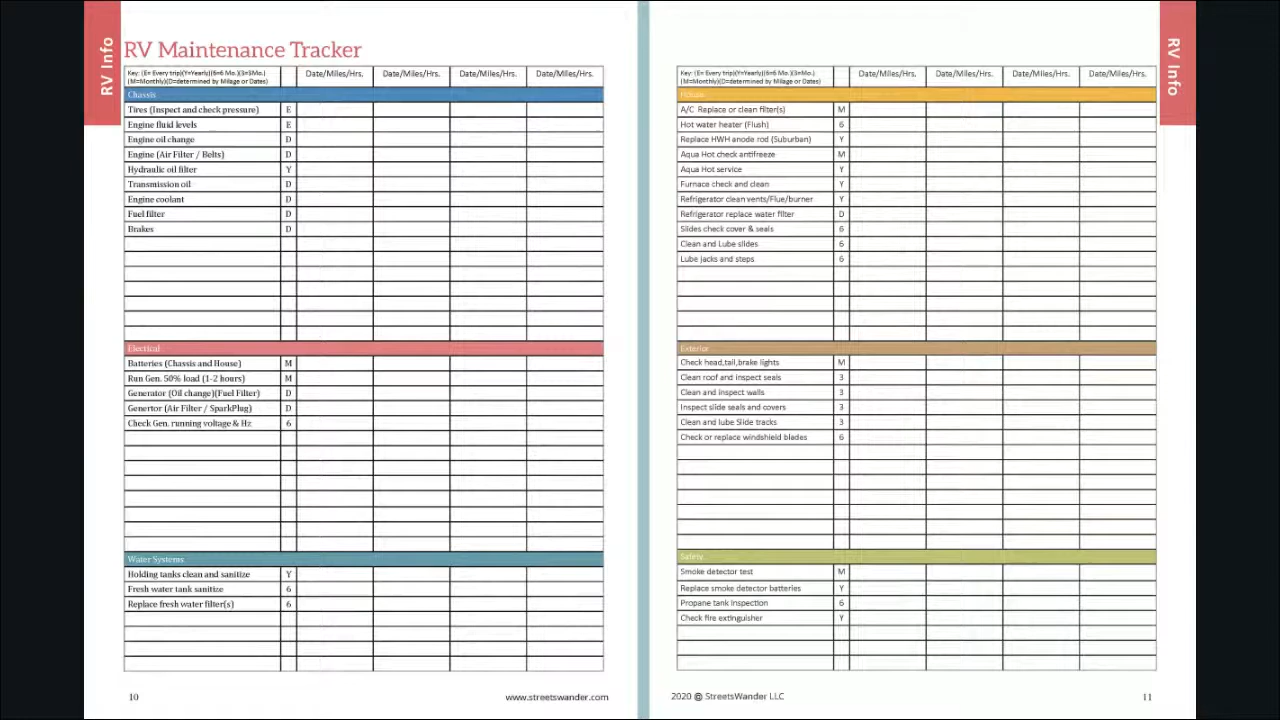 RV Info
RV Maintenance Tracker
Key: (E= Every trip)(Y=Yearly)(6=6 Mo.)(3=3Mo.)
(M=Monthly)(D=determined by Milage or Dates)
Date/Miles/Hrs. Date/Miles/Hrs. Date/Miles/Hrs. Date/Miles/Hrs.
Chassis
Tires (Inspect and check pressure) E
Engine fluid levels E
Engine oil change D
Engine (Air Filter / Belts) D
Hydraulic oil filter Y
Transmission oil D
Engine coolant D
Fuel filter D
Brakes D
Electrical
Batteries (Chassis and House) M
Run Gen. 50% load (1-2 hours) M
Generator (Oil change)(Fuel Filter) D
Genertor (Air Filter / SparkPlug) D
Check Gen. running voltage & Hz 6
Water Systems
Holding tanks clean and sanitize Y
Fresh water tank sanitize 6
Replace fresh water filter(s) 6
10
www.streetswander.com
RV Info
Key: (E= Every trip)(Y=Yearly)(6=6 Mo.)(3=3Mo.)
(M=Monthly)(D=determined by Milage or Dates)
Date/Miles/Hrs. Date/Miles/Hrs. Date/Miles/Hrs. Date/Miles/Hrs.
House
A/C Replace or clean filter(s) M
Hot water heater (Flush) 6
Replace HWH anode rod (Suburban) Y
Aqua Hot check antifreeze M
Aqua Hot service Y
Furnace check and clean Y
Refrigerator clean vents/Flue/burner Y
Refrigerator replace water filter D
Slides check cover & seals 6
Clean and Lube slides 6
Lube jacks and steps 6
Exterior
Check head,tail,brake lights M
Clean roof and inspect seals 3
Clean and inspect walls 3
Inspect slide seals and covers 3
Clean and lube Slide tracks 3
Check or replace windshield blades 6
Safety
Smoke detector test M
Replace smoke detector batteries Y
Propane tank inspection 6
Check fire extinguisher Y
2020 @ StreetsWander LLC
11